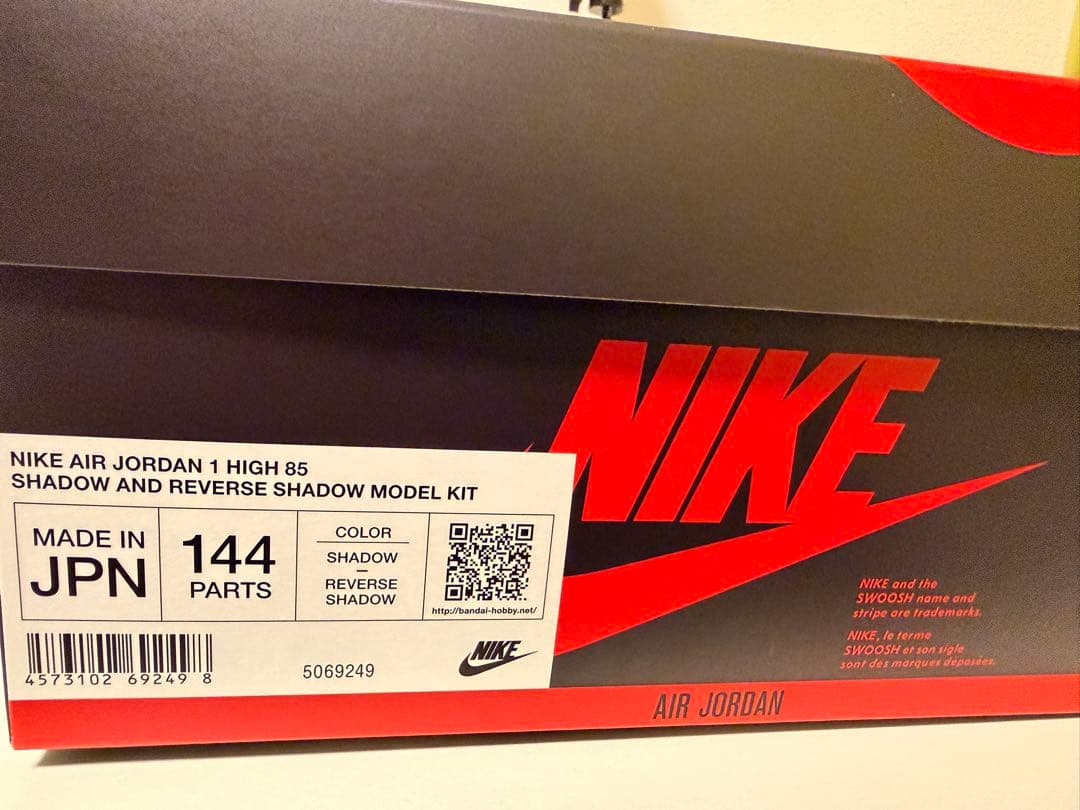 NIKE
NIKE AIR JORDAN 1 HIGH 85
SHADOW AND REVERSE SHADOW MODEL KIT
MADE IN
JPN
144
PARTS
COLOR
SHADOW
–
REVERSE
SHADOW
http://bandai-hobby.net/
4573102 69249 8
5069249
NIKE
NIKE and the
SWOOSH name and
stripe are trademarks.
NIKE, le terme
SWOOSH et son sigle
sont des marques déposées.
AIR JORDAN